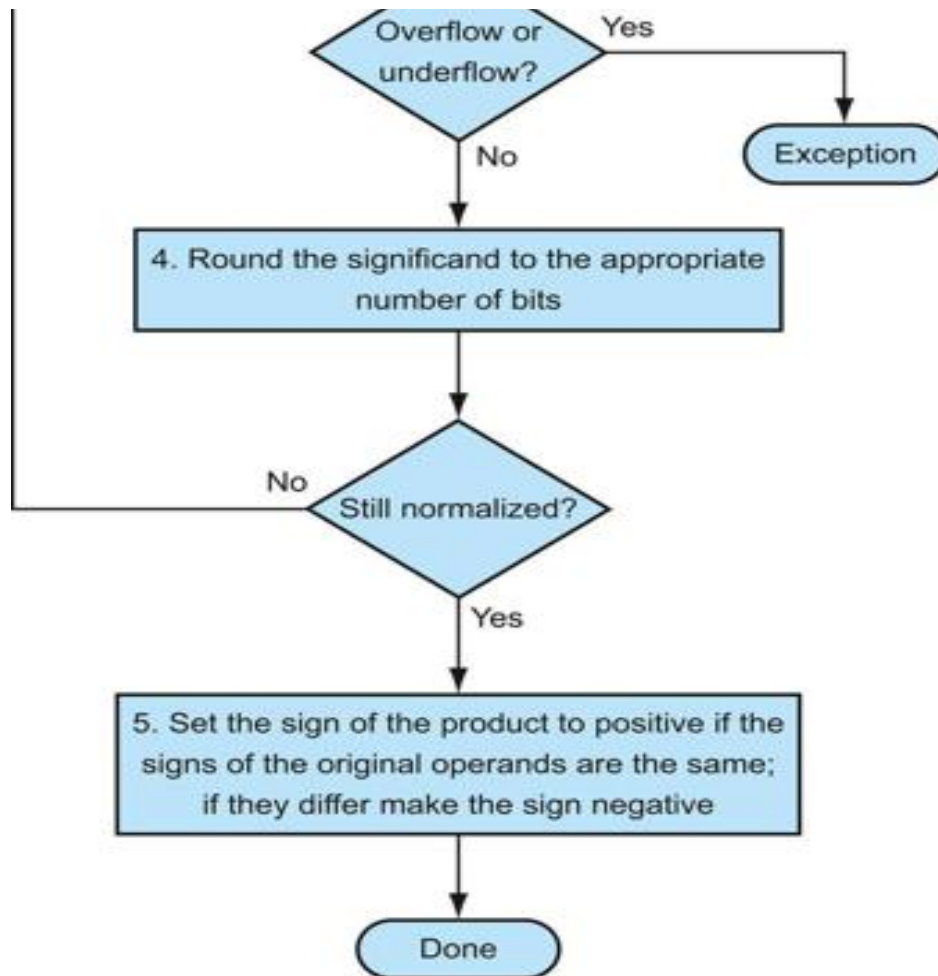 Overflow or
underflow?
Yes
Exception
No
4. Round the significand to the appropriate
number of bits
Still normalized?
No
Yes
5. Set the sign of the product to positive if the
signs of the original operands are the same;
if they differ make the sign negative
Done